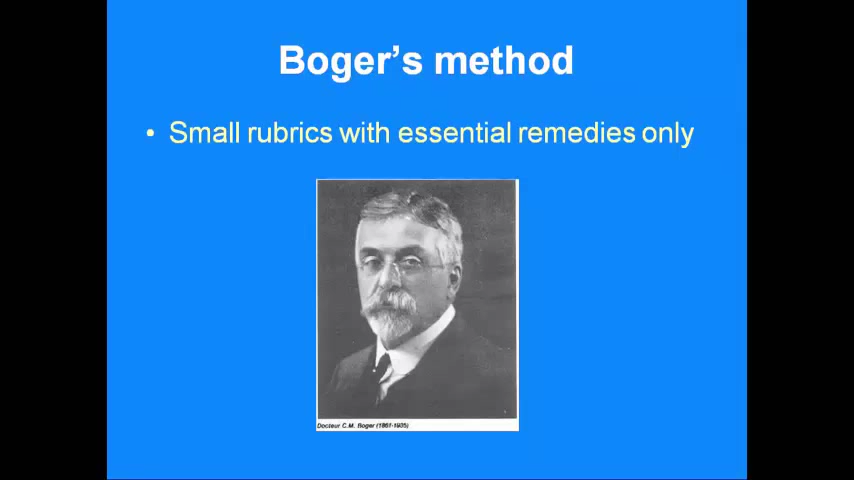 Boger's method
• Small rubrics with essential remedies only
Docteur C.M. Boger (1861-1935)